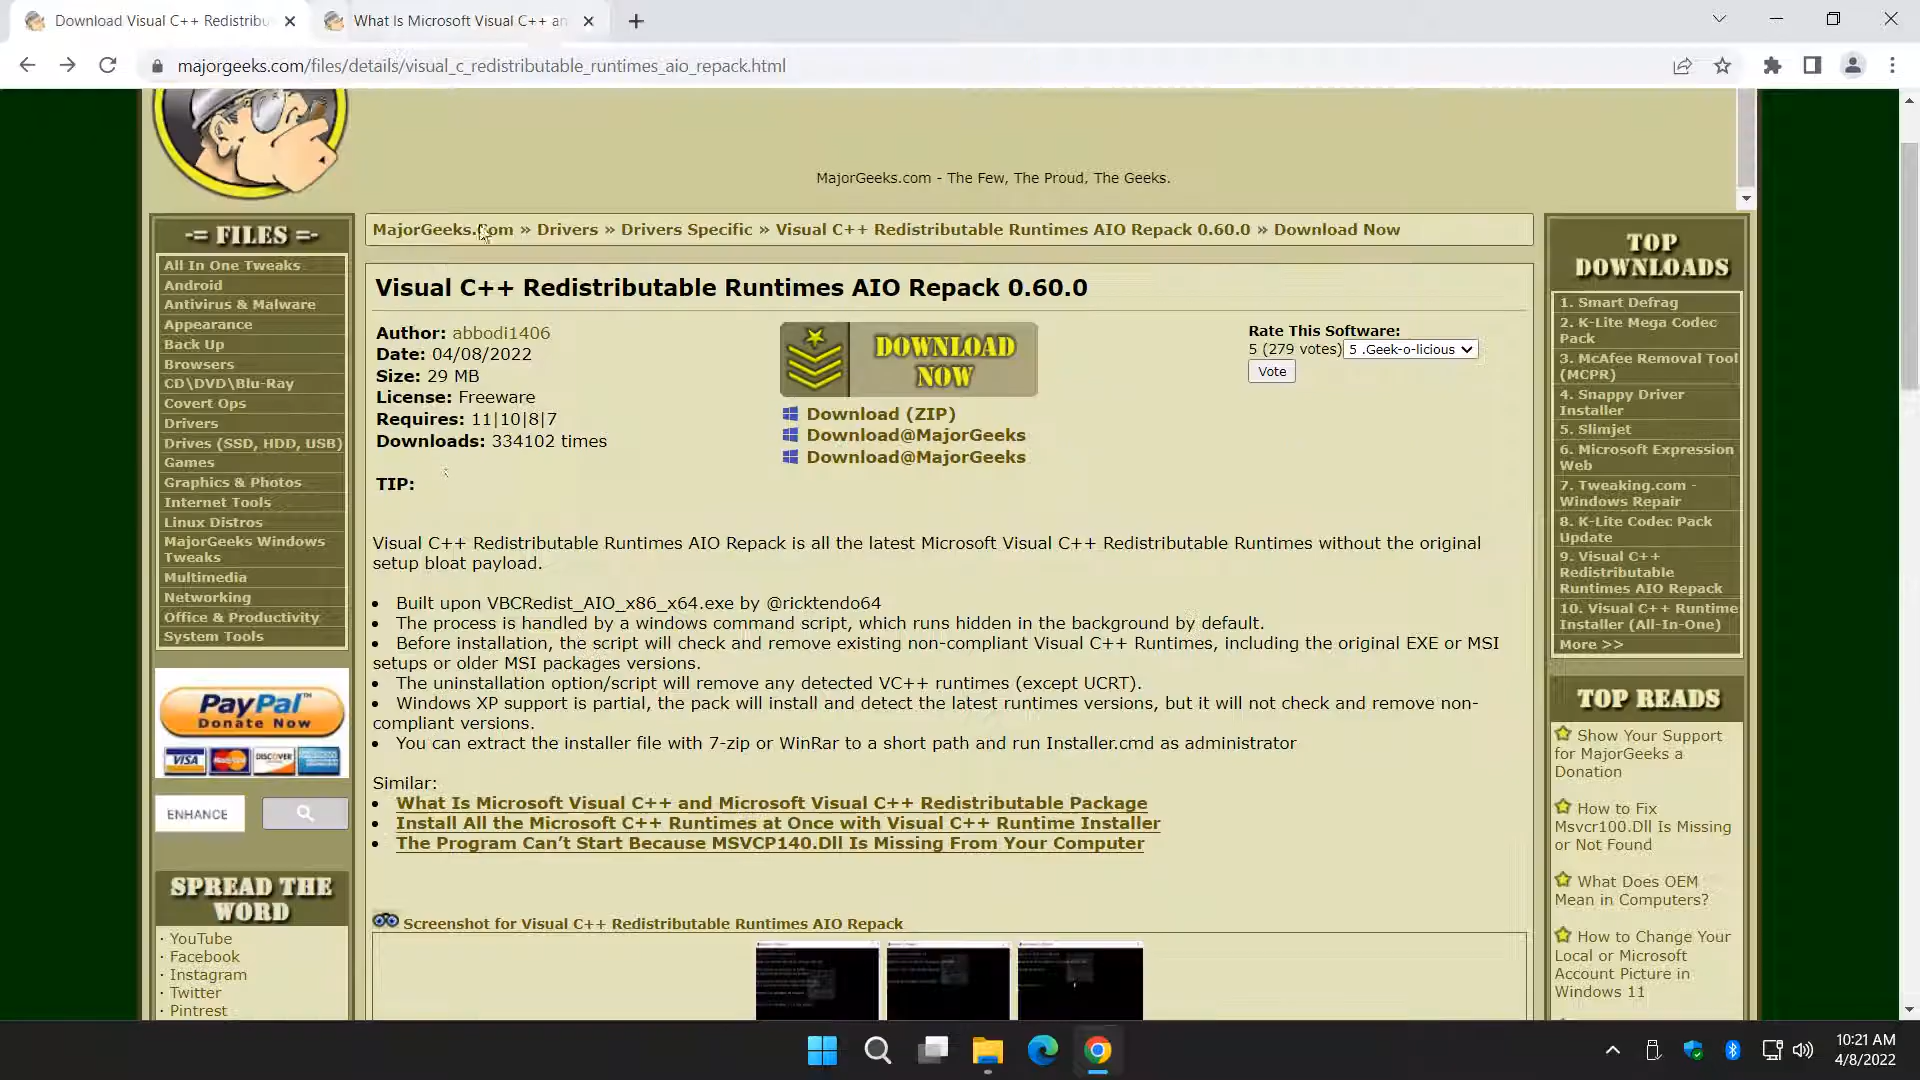 Download Visual C++ Redistribu
What Is Microsoft Visual C++ an
majorgeeks.com/files/details/visual_c_redistributable_runtimes_aio_repack.html
MajorGeeks.com - The Few, The Proud, The Geeks.
MajorGeeks.Com » Drivers » Drivers Specific » Visual C++ Redistributable Runtimes AIO Repack 0.60.0 » Download Now
-= FILES =-
All In One Tweaks
Android
Antivirus & Malware
Appearance
Back Up
Browsers
CD\DVD\Blu-Ray
Covert Ops
Drivers
Drives (SSD, HDD, USB)
Games
Graphics & Photos
Internet Tools
Linux Distros
MajorGeeks Windows
Tweaks
Multimedia
Networking
Office & Productivity
System Tools
PayPal™
Donate Now
VISA MasterCard DISCOVER
ENHANCE
SPREAD THE
WORD
· YouTube
· Facebook
· Instagram
· Twitter
· Pintrest
Visual C++ Redistributable Runtimes AIO Repack 0.60.0
Author: abbodi1406
Date: 04/08/2022
Size: 29 MB
License: Freeware
Requires: 11|10|8|7
Downloads: 334102 times
TIP:
DOWNLOAD
NOW
Download (ZIP)
Download@MajorGeeks
Download@MajorGeeks
Rate This Software:
5 (279 votes) 5 .Geek-o-licious
Vote
Visual C++ Redistributable Runtimes AIO Repack is all the latest Microsoft Visual C++ Redistributable Runtimes without the original
setup bloat payload.
• Built upon VBCRedist_AIO_x86_x64.exe by @ricktendo64
• The process is handled by a windows command script, which runs hidden in the background by default.
• Before installation, the script will check and remove existing non-compliant Visual C++ Runtimes, including the original EXE or MSI
setups or older MSI packages versions.
• The uninstallation option/script will remove any detected VC++ runtimes (except UCRT).
• Windows XP support is partial, the pack will install and detect the latest runtimes versions, but it will not check and remove non-
compliant versions.
• You can extract the installer file with 7-zip or WinRar to a short path and run Installer.cmd as administrator
Similar:
• What Is Microsoft Visual C++ and Microsoft Visual C++ Redistributable Package
• Install All the Microsoft C++ Runtimes at Once with Visual C++ Runtime Installer
• The Program Can't Start Because MSVCP140.Dll Is Missing From Your Computer
Screenshot for Visual C++ Redistributable Runtimes AIO Repack
TOP
DOWNLOADS
1. Smart Defrag
2. K-Lite Mega Codec
Pack
3. McAfee Removal Tool
(MCPR)
4. Snappy Driver
Installer
5. Slimjet
6. Microsoft Expression
Web
7. Tweaking.com -
Windows Repair
8. K-Lite Codec Pack
Update
9. Visual C++
Redistributable
Runtimes AIO Repack
10. Visual C++ Runtime
Installer (All-In-One)
More >>
TOP READS
Show Your Support
for MajorGeeks a
Donation
How to Fix
Msvcr100.Dll Is Missing
or Not Found
What Does OEM
Mean in Computers?
How to Change Your
Local or Microsoft
Account Picture in
Windows 11
10:21 AM
4/8/2022